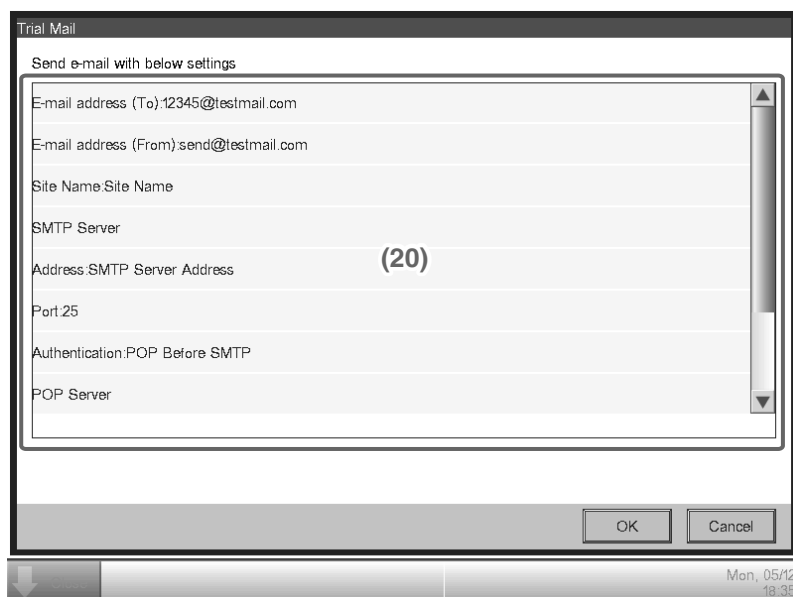 Trial Mail
Send e-mail with below settings
E-mail address (To):12345@testmail.com
E-mail address (From):send@testmail.com
Site Name:Site Name
SMTP Server
(20)
Address:SMTP Server Address
Port:25
Authentication:POP Before SMTP
POP Server
OK
Cancel
Close
Mon, 05/12
18:35